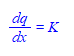 dq/dx = K